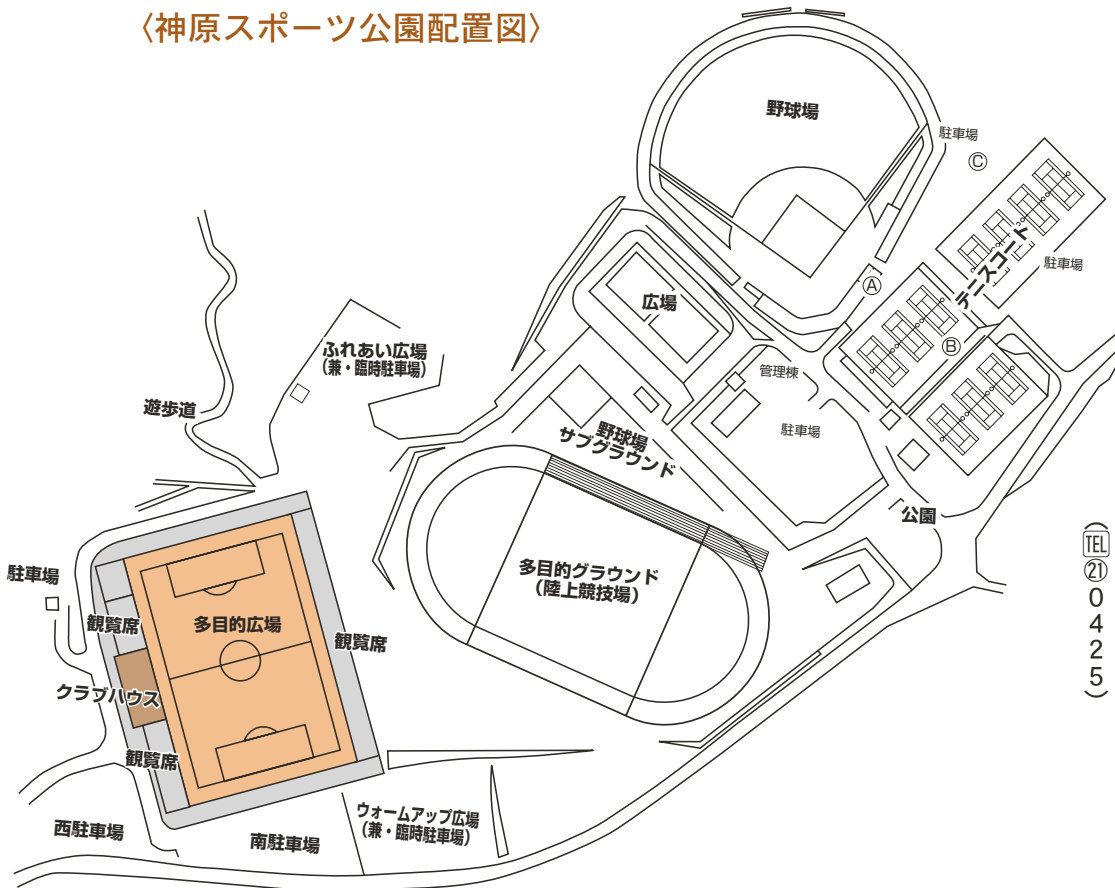 〈神原スポーツ公園配置図〉
野球場
駐車場
Ⓒ
テニスコート
駐車場
Ⓐ
広場
Ⓑ
ふれあい広場
(兼・臨時駐車場)
管理棟
遊歩道
駐車場
野球場
サブグラウンド
公園
多目的グラウンド
(陸上競技場)
駐車場
観覧席
多目的広場
観覧席
クラブハウス
観覧席
ウォームアップ広場
(兼・臨時駐車場)
西駐車場
南駐車場
(TEL㉑0425)